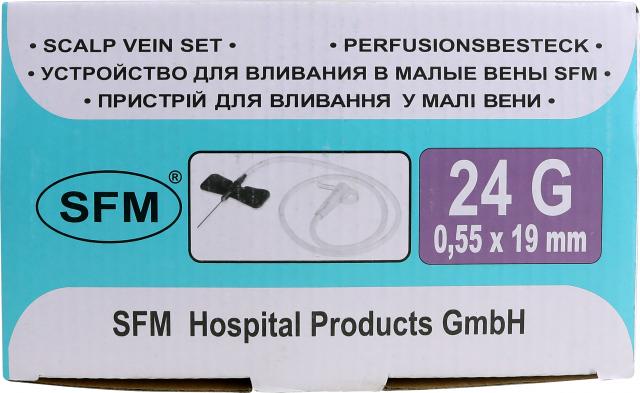 • SCALP VEIN SET • • PERFUSIONSBESTECK •
• УСТРОЙСТВО ДЛЯ ВЛИВАНИЯ В МАЛЫЕ ВЕНЫ SFM •
• ПРИСТРІЙ ДЛЯ ВЛИВАННЯ У МАЛІ ВЕНИ •
SFM®
24 G
0,55 x 19 mm
SFM Hospital Products GmbH